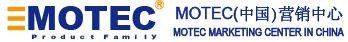 MOTEC®
Product Family
MOTEC(中国)营销中心
MOTEC MARKETING CENTER IN CHINA